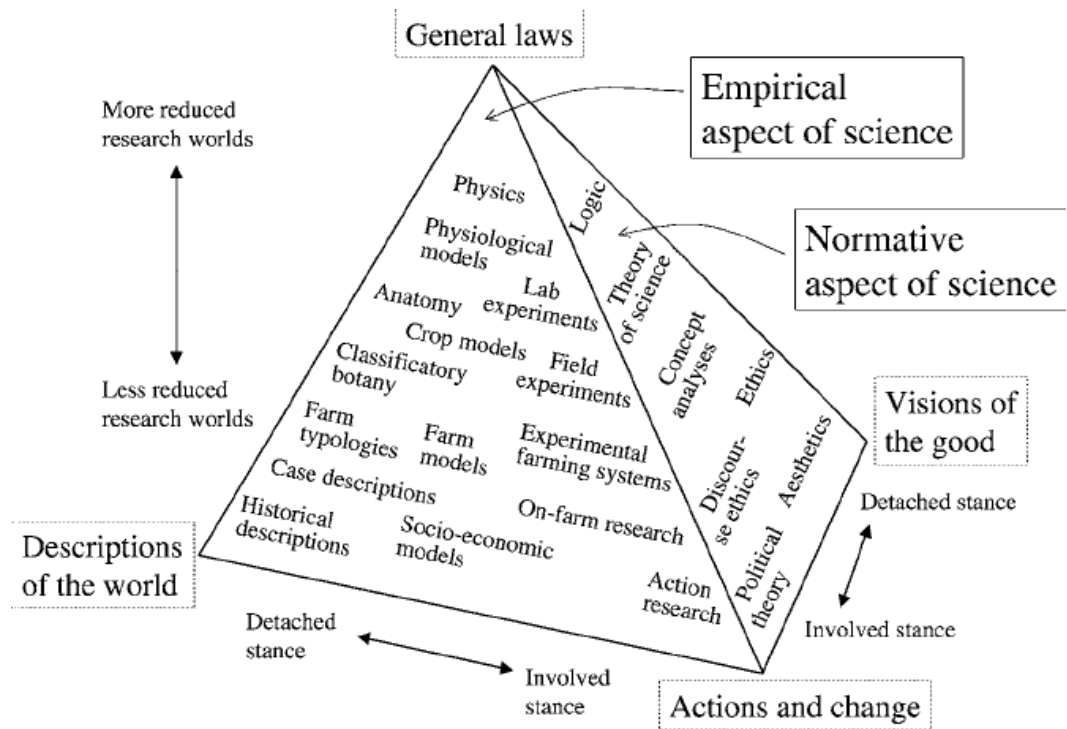 General laws
Empirical
aspect of science
More reduced
research worlds
Physics
Logic
Physiological
models
Theory
of science
Normative
aspect of science
Lab
experiments
Anatomy
Crop models
Concept
analyses
Field
experiments
Classificatory
botany
Ethics
Less reduced
research worlds
Visions of
the good
Farm
typologies
Farm
models
Experimental
farming systems
Discour-
se ethics
Aesthetics
Case descriptions
Detached stance
On-farm research
Historical
descriptions
Socio-economic
models
Descriptions
of the world
Action
research
Political
theory
Detached
stance
Involved stance
Involved
stance
Actions and change